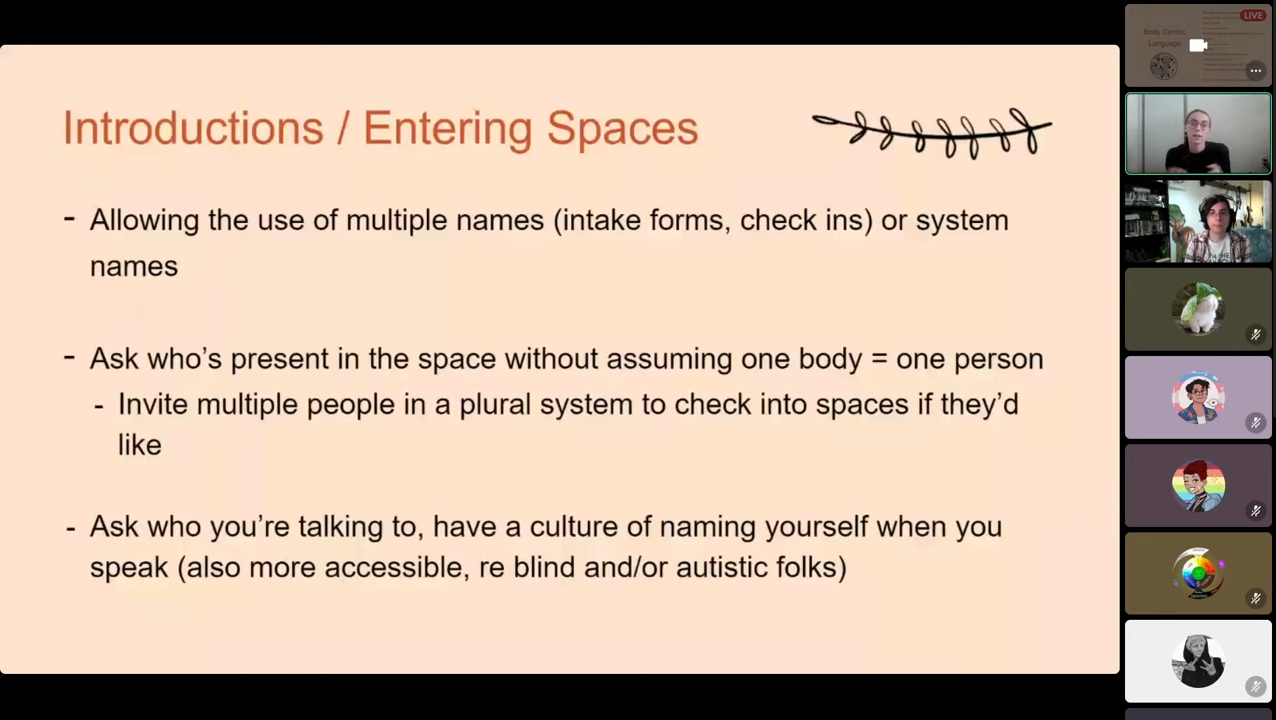 Introductions / Entering Spaces
- Allowing the use of multiple names (intake forms, check ins) or system
names
- Ask who's present in the space without assuming one body = one person
- Invite multiple people in a plural system to check into spaces if they'd
like
- Ask who you're talking to, have a culture of naming yourself when you
speak (also more accessible, re blind and/or autistic folks)
LIVE
Body Centric
Language